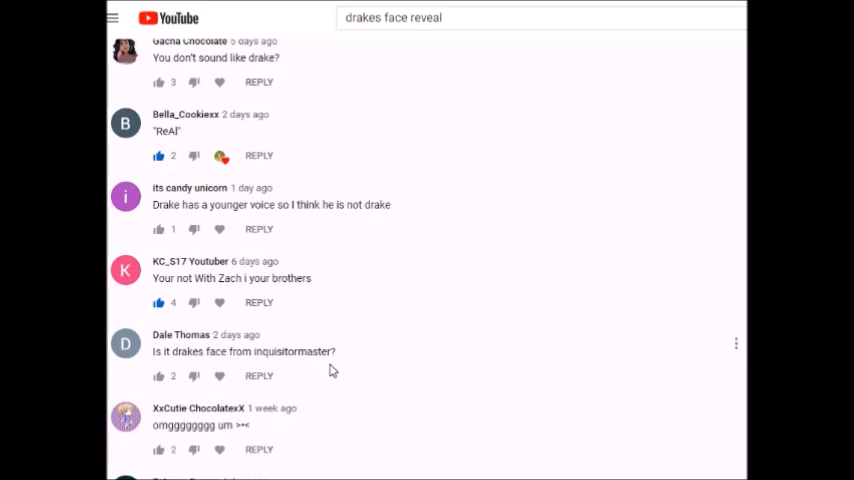 YouTube
drakes face reveal
Gacha Chocolate 5 days ago
You don't sound like drake?
3 REPLY
B
Bella_Cookiexx 2 days ago
"ReAl"
2 REPLY
i
its candy unicorn 1 day ago
Drake has a younger voice so I think he is not drake
1 REPLY
K
KC_S17 Youtuber 6 days ago
Your not With Zach i your brothers
4 REPLY
D
Dale Thomas 2 days ago
Is it drakes face from inquisitormaster?
2 REPLY
XxCutie ChocolatexX 1 week ago
omgggggggg um >•<
2 REPLY